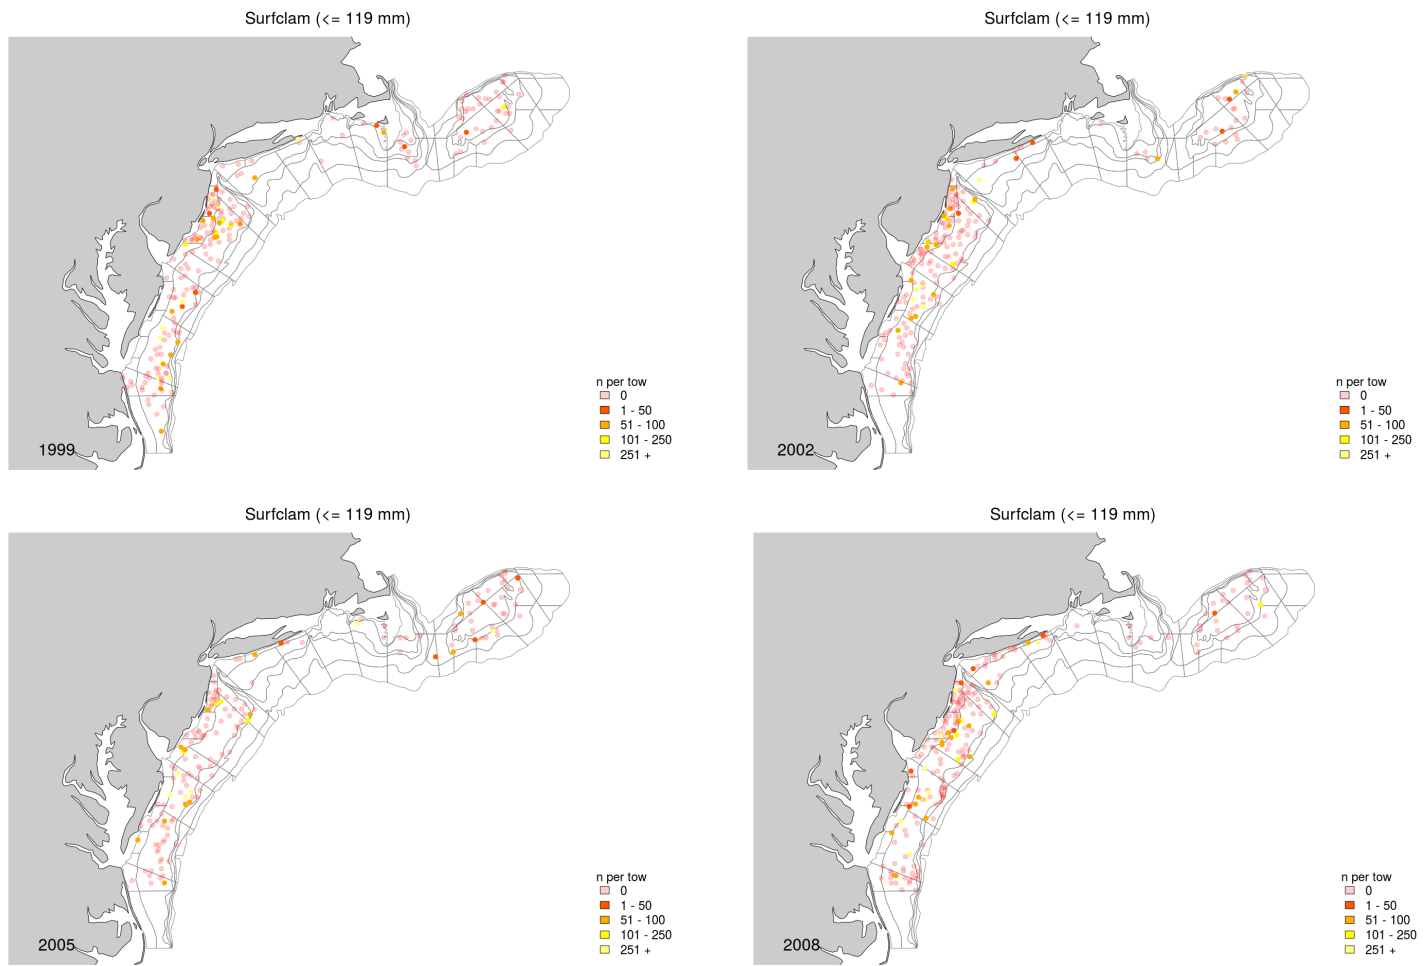 Surfclam (<= 119 mm)
n per tow
0
1 - 50
51 - 100
101 - 250
251 +
1999
Surfclam (<= 119 mm)
n per tow
0
1 - 50
51 - 100
101 - 250
251 +
2002
Surfclam (<= 119 mm)
n per tow
0
1 - 50
51 - 100
101 - 250
251 +
2005
Surfclam (<= 119 mm)
n per tow
0
1 - 50
51 - 100
101 - 250
251 +
2008